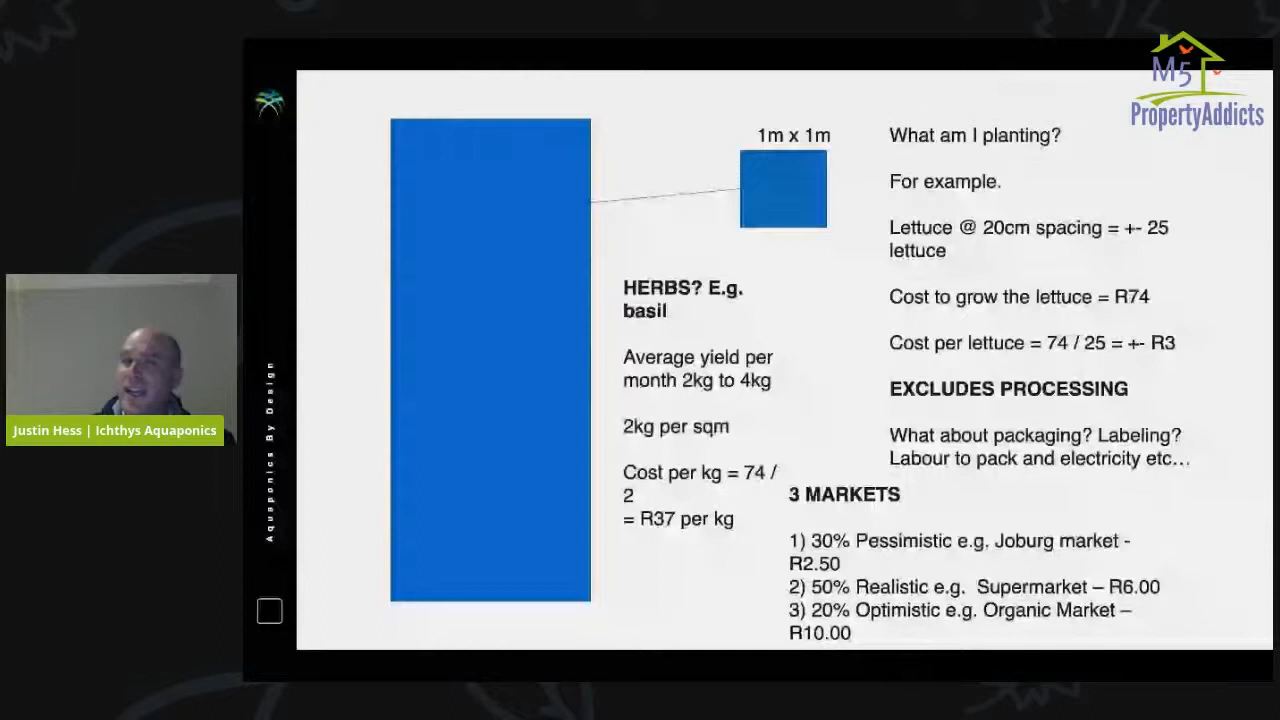 M5
PropertyAddicts
1m x 1m
What am I planting?
For example.
Lettuce @ 20cm spacing = +- 25
lettuce
Cost to grow the lettuce = R74
Cost per lettuce = 74 / 25 = +- R3
EXCLUDES PROCESSING
What about packaging? Labeling?
Labour to pack and electricity etc…
HERBS? E.g.
basil
Average yield per
month 2kg to 4kg
2kg per sqm
Cost per kg = 74 /
2
= R37 per kg
3 MARKETS
1) 30% Pessimistic e.g. Joburg market -
R2.50
2) 50% Realistic e.g.  Supermarket – R6.00
3) 20% Optimistic e.g. Organic Market –
R10.00
Aquaponics By Design
Justin Hess | Ichthys Aquaponics